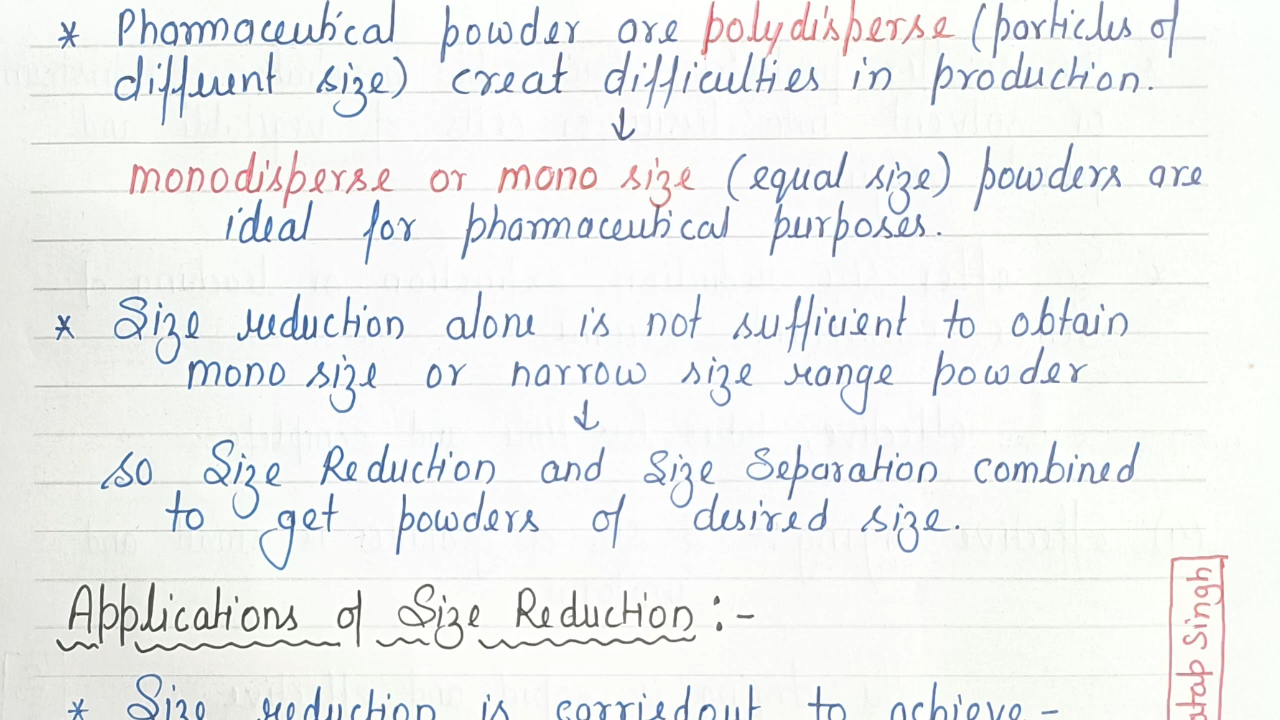 * Pharmaceutical powder are polydisperse (particles of
different size) creat difficulties in production.
↓
monodisperse or mono size (equal size) powders are
ideal for pharmaceutical purposes.
* Size reduction alone is not sufficient to obtain
mono size or narrow size range powder
↓
so Size Reduction and Size Separation combined
to get powders of desired size.
Applications of Size Reduction :-
* Size reduction is carriedout to achieve -
Singh